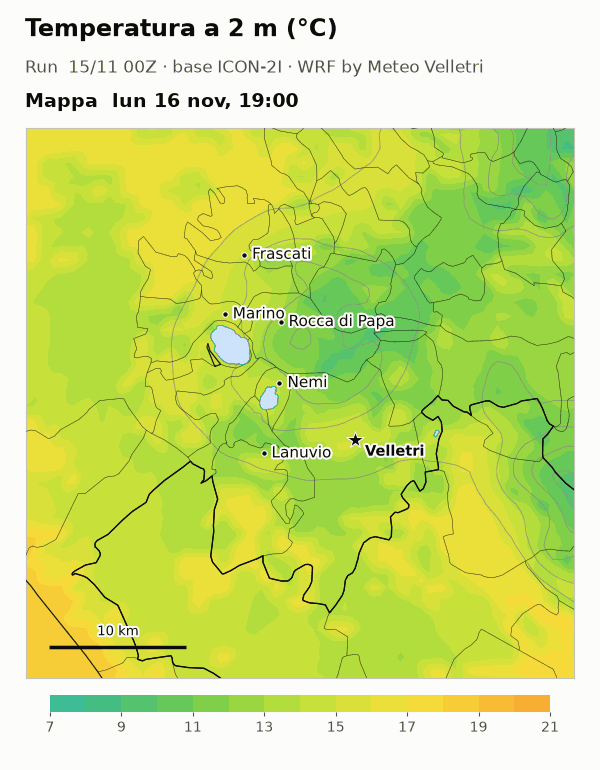 Temperatura a 2 m (°C)
Run  15/11 00Z · base ICON-2I · WRF by Meteo Velletri
Mappa  lun 16 nov, 19:00
Frascati
Marino
Rocca di Papa
Nemi
Velletri
Lanuvio
10 km
7 9 11 13 15 17 19 21